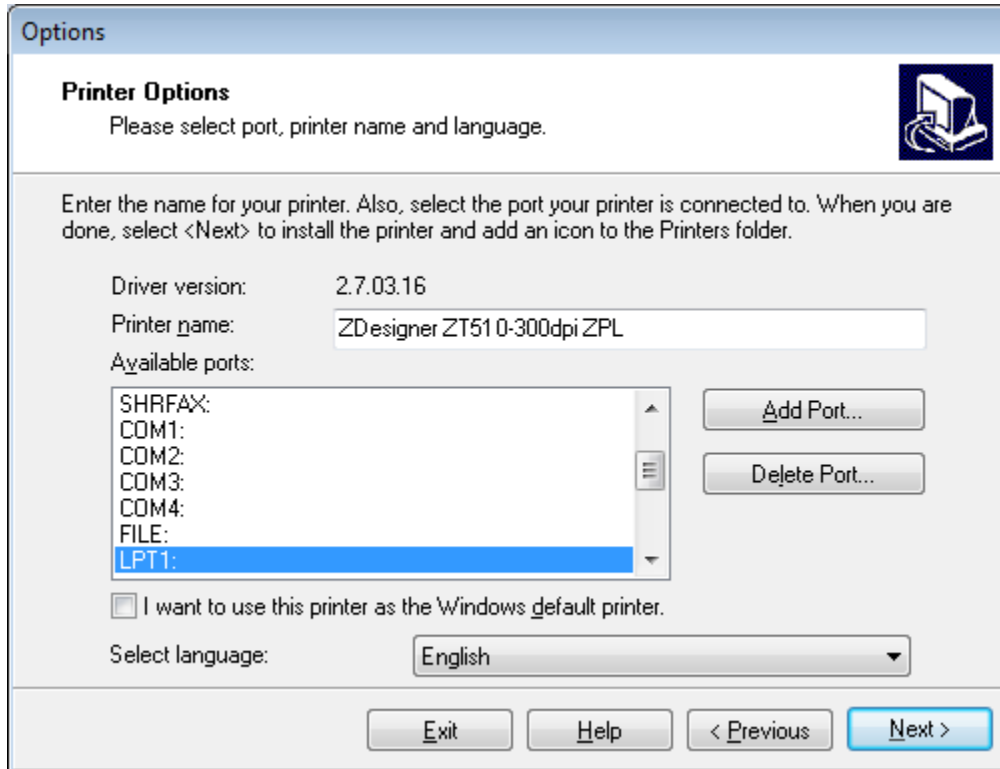 Options
Printer Options
Please select port, printer name and language.
Enter the name for your printer. Also, select the port your printer is connected to. When you are
done, select <Next> to install the printer and add an icon to the Printers folder.
Driver version: 2.7.03.16
Printer name: ZDesigner ZT510-300dpi ZPL
Available ports:
SHRFAX:
COM1:
Add Port...
COM2:
COM3:
Delete Port...
COM4:
FILE:
LPT1:
I want to use this printer as the Windows default printer.
Select language: English
Exit Help < Previous Next >